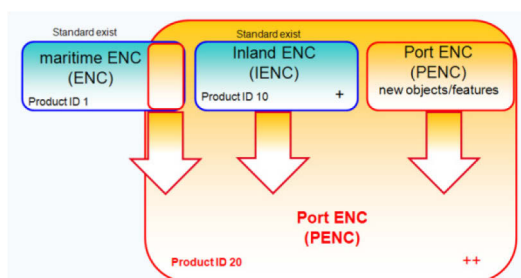 Standard exist
maritime ENC
(ENC)
Product ID 1
Standard exist
Inland ENC
(IENC)
Product ID 10 +
Port ENC
(PENC)
new objects/features
Port ENC
(PENC)
Product ID 20 ++